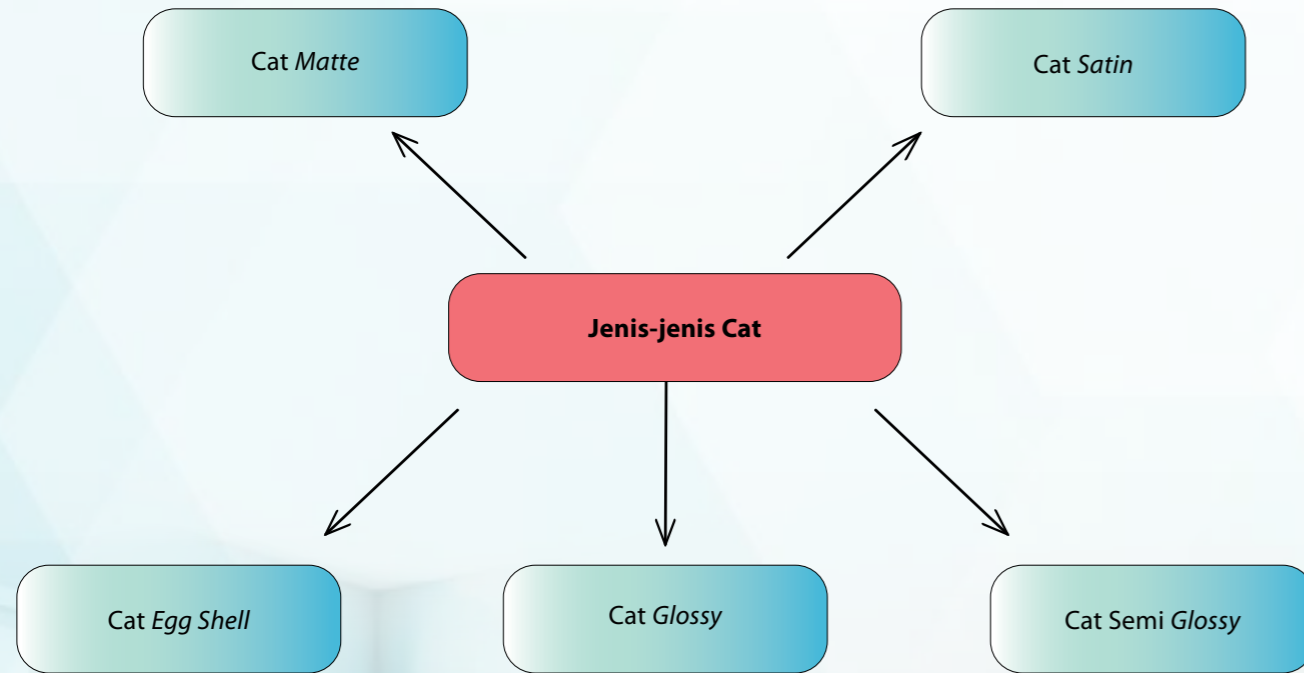 Cat Matte
Cat Satin
Jenis-jenis Cat
Cat Egg Shell
Cat Glossy
Cat Semi Glossy